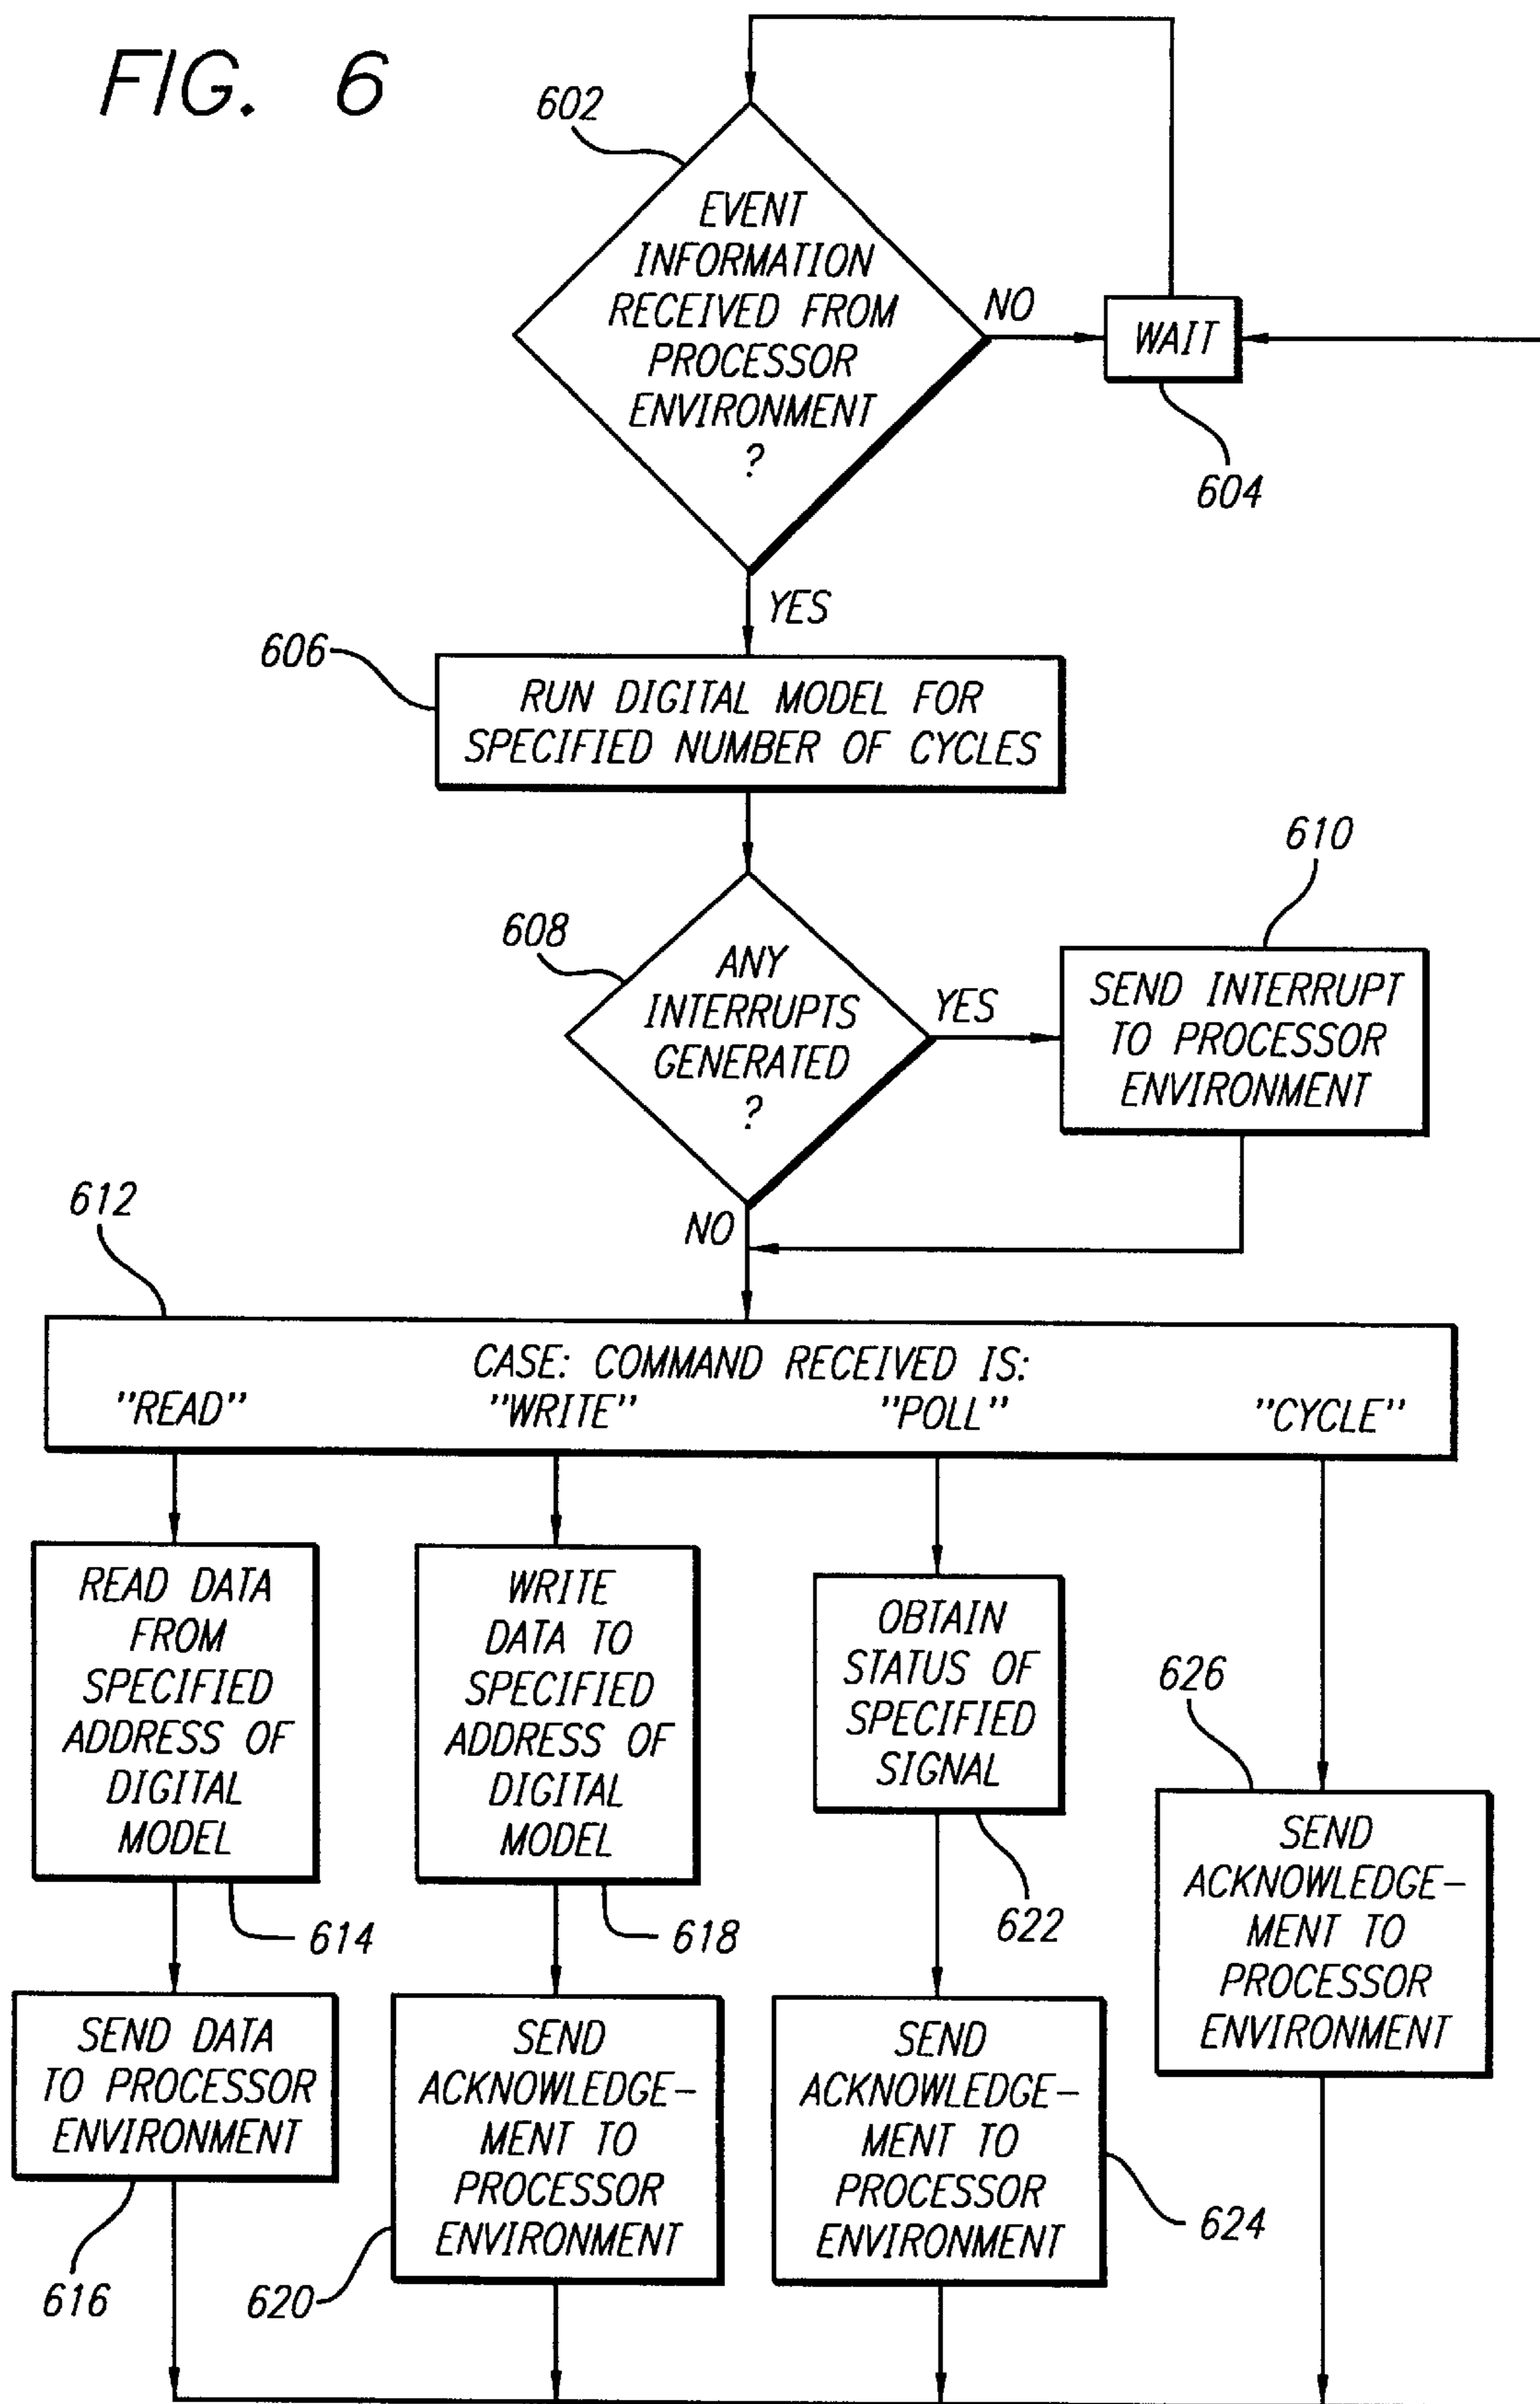 FIG. 6
602
EVENT
INFORMATION
RECEIVED FROM
PROCESSOR
ENVIRONMENT
?
NO
WAIT
604
YES
606
RUN DIGITAL MODEL FOR
SPECIFIED NUMBER OF CYCLES
610
608
ANY
INTERRUPTS
GENERATED
?
YES
SEND INTERRUPT
TO PROCESSOR
ENVIRONMENT
NO
612
CASE: COMMAND RECEIVED IS:
"READ" "WRITE" "POLL" "CYCLE"
READ DATA
FROM
SPECIFIED
ADDRESS OF
DIGITAL
MODEL
614
WRITE
DATA TO
SPECIFIED
ADDRESS OF
DIGITAL
MODEL
618
OBTAIN
STATUS OF
SPECIFIED
SIGNAL
622
626
SEND
ACKNOWLEDGE-
MENT TO
PROCESSOR
ENVIRONMENT
SEND DATA
TO PROCESSOR
ENVIRONMENT
616
SEND
ACKNOWLEDGE-
MENT TO
PROCESSOR
ENVIRONMENT
620
SEND
ACKNOWLEDGE-
MENT TO
PROCESSOR
ENVIRONMENT
624